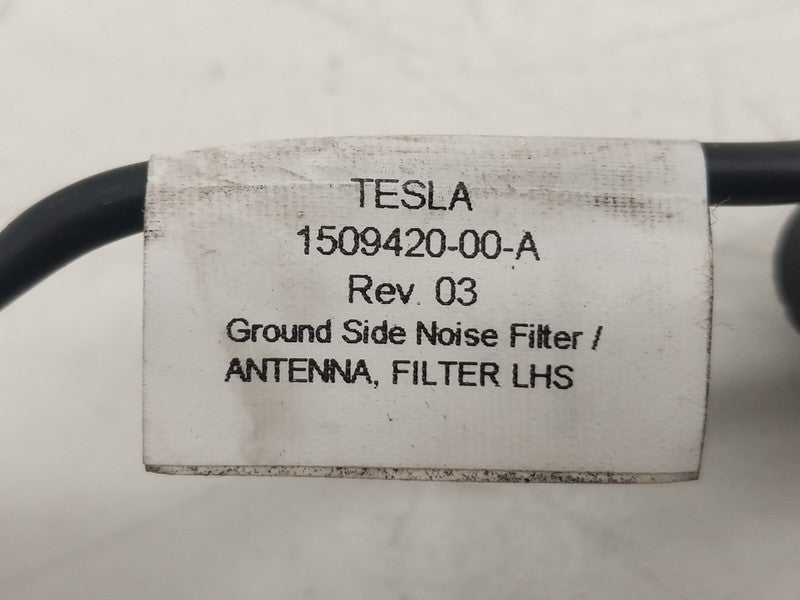 TESLA
1509420-00-A
Rev. 03
Ground Side Noise Filter /
ANTENNA, FILTER LHS